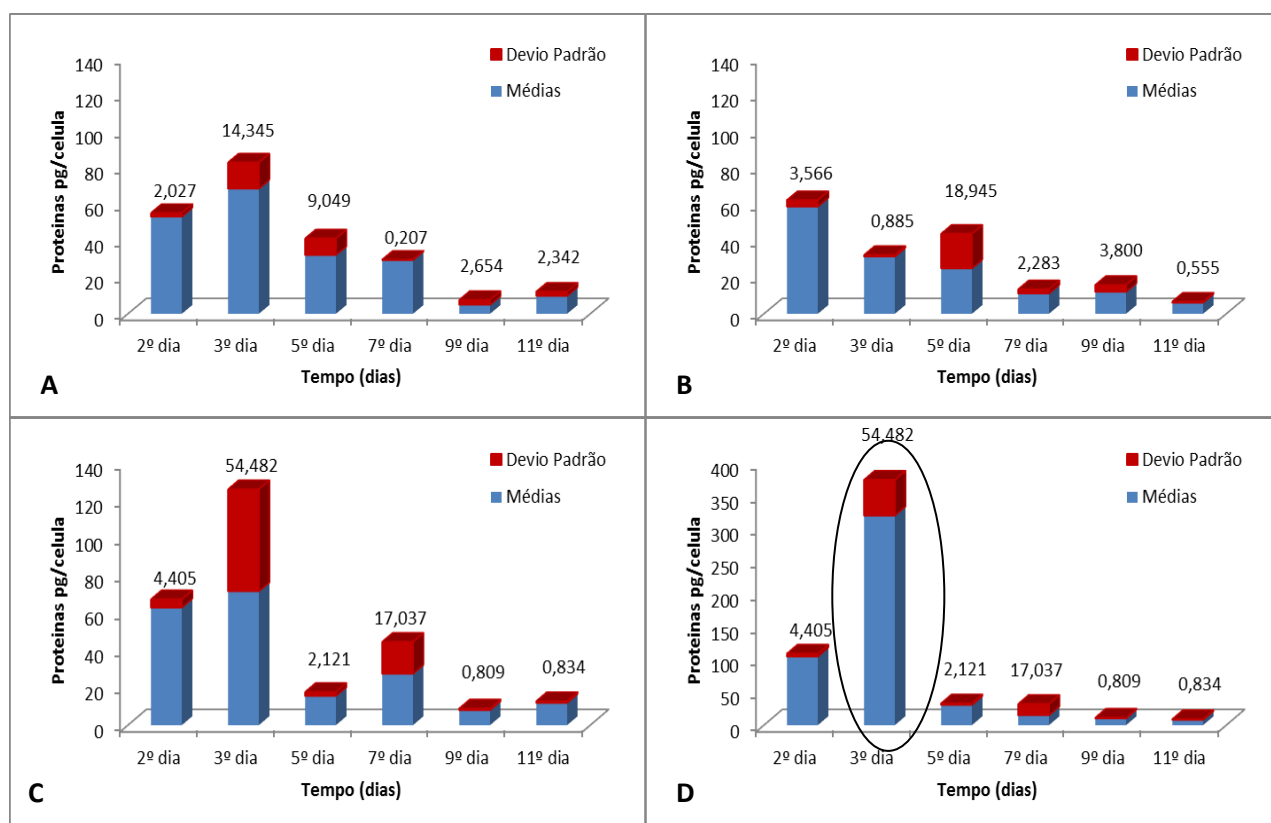 Devio Padrão
Médias
Proteinas pg/celula
140
120
100
80
60
40
20
0
2,027
14,345
9,049
0,207
2,654
2,342
2º dia 3º dia 5º dia 7º dia 9º dia 11º dia
Tempo (dias)
A
Devio Padrão
Médias
Proteinas pg/celula
140
120
100
80
60
40
20
0
3,566
0,885
18,945
2,283
3,800
0,555
2º dia 3º dia 5º dia 7º dia 9º dia 11º dia
Tempo (dias)
B
Devio Padrão
Médias
Proteinas pg/celula
140
120
100
80
60
40
20
0
4,405
54,482
2,121
17,037
0,809
0,834
2º dia 3º dia 5º dia 7º dia 9º dia 11º dia
Tempo (dias)
C
Devio Padrão
Médias
Proteinas pg/celula
400
350
300
250
200
150
100
50
0
4,405
54,482
2,121
17,037
0,809
0,834
2º dia 3º dia 5º dia 7º dia 9º dia 11º dia
Tempo (dias)
D